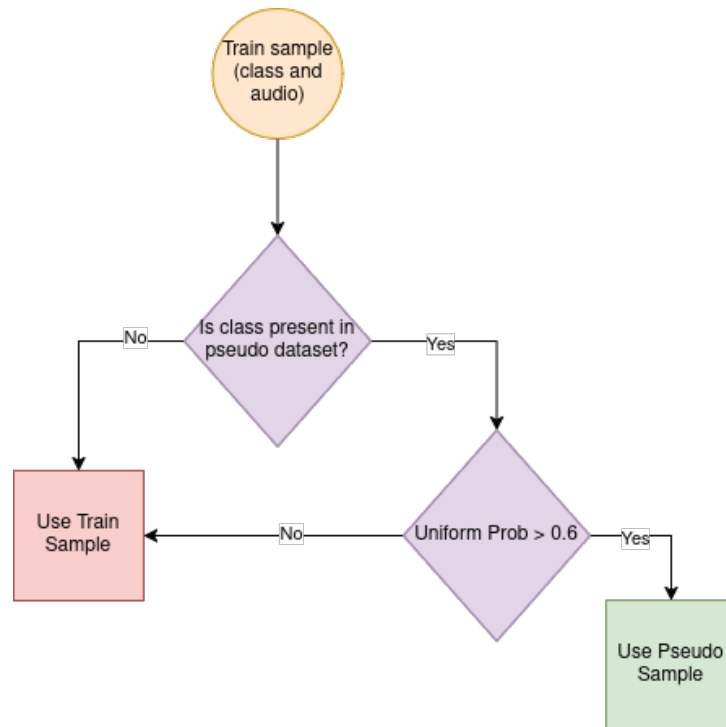 Train sample
(class and
audio)
Is class present in
pseudo dataset?
No
Yes
Use Train
Sample
No
Uniform Prob > 0.6
Yes
Use Pseudo
Sample